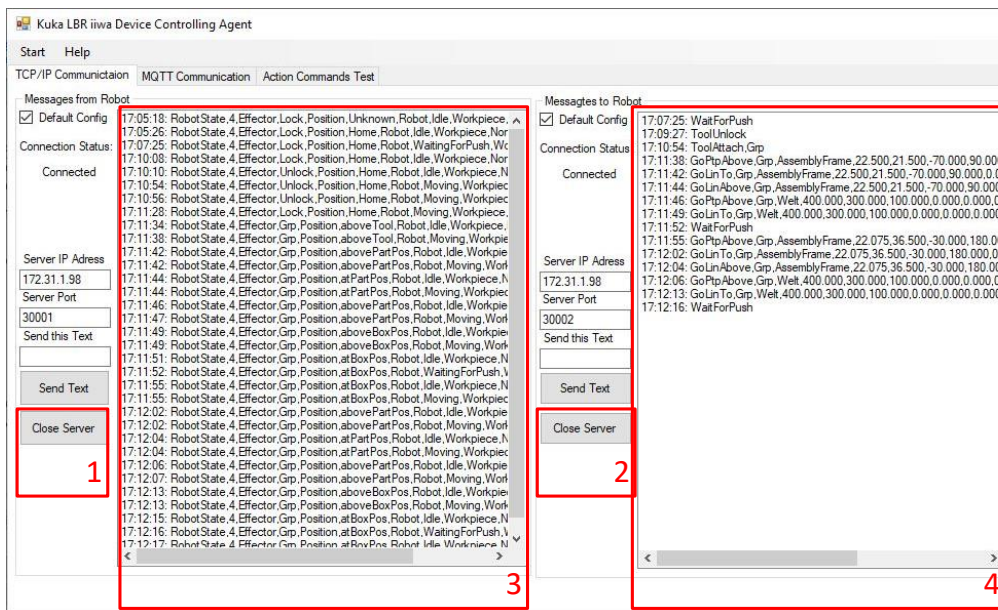 Kuka LBR iiwa Device Controlling Agent
Start Help
TCP/IP Communictaion MQTT Communication Action Commands Test
Messages from Robot
Default Config
Connection Status:
Connected
Server IP Adress
172.31.1.98
Server Port
30001
Send this Text
Send Text
Close Server
1
17:05:18: RobotState,4,Effector,Lock,Position,Unknown,Robot,Idle,Workpiece,
17:05:26: RobotState,4,Effector,Lock,Position,Home,Robot,Idle,Workpiece,Nor
17:07:25: RobotState,4,Effector,Lock,Position,Home,Robot,WaitingForPush,Wo
17:10:08: RobotState,4,Effector,Lock,Position,Home,Robot,Idle,Workpiece,Nor
17:10:10: RobotState,4,Effector,Unlock,Position,Home,Robot,Idle,Workpiece,N
17:10:54: RobotState,4,Effector,Unlock,Position,Home,Robot,Moving,Workpiec
17:10:56: RobotState,4,Effector,Unlock,Position,Home,Robot,Moving,Workpiec
17:11:28: RobotState,4,Effector,Lock,Position,Home,Robot,Moving,Workpiece,
17:11:34: RobotState,4,Effector,Grp,Position,aboveTool,Robot,Idle,Workpiece,
17:11:38: RobotState,4,Effector,Grp,Position,aboveTool,Robot,Moving,Workpie
17:11:42: RobotState,4,Effector,Grp,Position,abovePartPos,Robot,Idle,Workpie
17:11:42: RobotState,4,Effector,Grp,Position,abovePartPos,Robot,Moving,Wor
17:11:44: RobotState,4,Effector,Grp,Position,atPartPos,Robot,Idle,Workpiece,N
17:11:44: RobotState,4,Effector,Grp,Position,atPartPos,Robot,Moving,Workpiec
17:11:46: RobotState,4,Effector,Grp,Position,abovePartPos,Robot,Idle,Workpie
17:11:47: RobotState,4,Effector,Grp,Position,abovePartPos,Robot,Moving,Wor
17:11:49: RobotState,4,Effector,Grp,Position,aboveBoxPos,Robot,Idle,Workpie
17:11:49: RobotState,4,Effector,Grp,Position,aboveBoxPos,Robot,Moving,Wor
17:11:51: RobotState,4,Effector,Grp,Position,atBoxPos,Robot,Idle,Workpiece,N
17:11:52: RobotState,4,Effector,Grp,Position,atBoxPos,Robot,WaitingForPush,V
17:11:55: RobotState,4,Effector,Grp,Position,atBoxPos,Robot,Idle,Workpiece,N
17:11:55: RobotState,4,Effector,Grp,Position,atBoxPos,Robot,Moving,Workpiec
17:12:02: RobotState,4,Effector,Grp,Position,abovePartPos,Robot,Idle,Workpie
17:12:02: RobotState,4,Effector,Grp,Position,abovePartPos,Robot,Moving,Wor
17:12:04: RobotState,4,Effector,Grp,Position,atPartPos,Robot,Idle,Workpiece,N
17:12:04: RobotState,4,Effector,Grp,Position,atPartPos,Robot,Moving,Workpiec
17:12:06: RobotState,4,Effector,Grp,Position,abovePartPos,Robot,Idle,Workpie
17:12:07: RobotState,4,Effector,Grp,Position,abovePartPos,Robot,Moving,Wor
17:12:13: RobotState,4,Effector,Grp,Position,aboveBoxPos,Robot,Idle,Workpie
17:12:13: RobotState,4,Effector,Grp,Position,aboveBoxPos,Robot,Moving,Wor
17:12:15: RobotState,4,Effector,Grp,Position,atBoxPos,Robot,Idle,Workpiece,N
17:12:16: RobotState,4,Effector,Grp,Position,atBoxPos,Robot,WaitingForPush,V
17:12:17: RobotState,4,Effector,Grp,Position,atBoxPos,Robot,Idle,Workpiece,N
3
Messagtes to Robot
Default Config
Connection Status
Connected
Server IP Adress
172.31.1.98
Server Port
30002
Send this Text
Send Text
Close Server
2
17:07:25: WaitForPush
17:09:27: ToolUnlock
17:10:54: ToolAttach,Grp
17:11:38: GoPtpAbove,Grp,AssemblyFrame,22.500,21.500,-70.000,90.00
17:11:42: GoLinTo,Grp,AssemblyFrame,22.500,21.500,-70.000,90.000,0.0
17:11:44: GoLinAbove,Grp,AssemblyFrame,22.500,21.500,-70.000,90.000
17:11:46: GoPtpAbove,Grp,Welt,400.000,300.000,100.000,0.000,0.000,0
17:11:49: GoLinTo,Grp,Welt,400.000,300.000,100.000,0.000,0.000,0.000
17:11:52: WaitForPush
17:11:55: GoPtpAbove,Grp,AssemblyFrame,22.075,36.500,-30.000,180.0
17:12:02: GoLinTo,Grp,AssemblyFrame,22.075,36.500,-30.000,180.000,0
17:12:04: GoLinAbove,Grp,AssemblyFrame,22.075,36.500,-30.000,180.0
17:12:06: GoPtpAbove,Grp,Welt,400.000,300.000,100.000,0.000,0.000,0
17:12:13: GoLinTo,Grp,Welt,400.000,300.000,100.000,0.000,0.000,0.000
17:12:16: WaitForPush
4